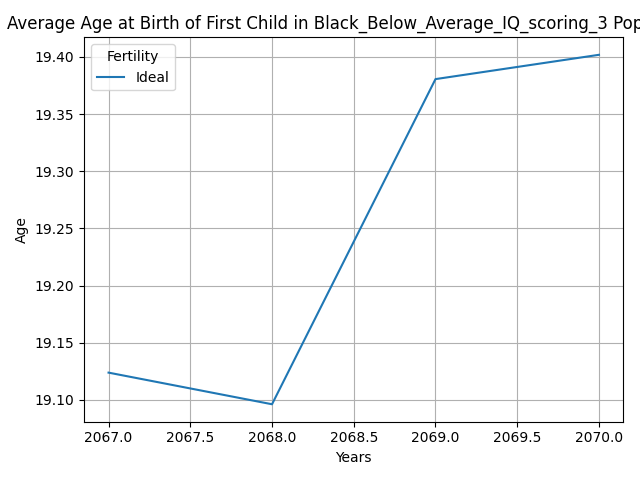 Average Age at Birth of First Child in Black_Below_Average_IQ_scoring_3 Pop
Fertility
Ideal
19.40
19.35
19.30
19.25
19.20
19.15
19.10
Age
2067.0 2067.5 2068.0 2068.5 2069.0 2069.5 2070.0
Years